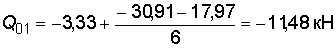 Q₀₁ = −3,33 + (− 30,91 − 17,97) / 6 = −11,48 кН